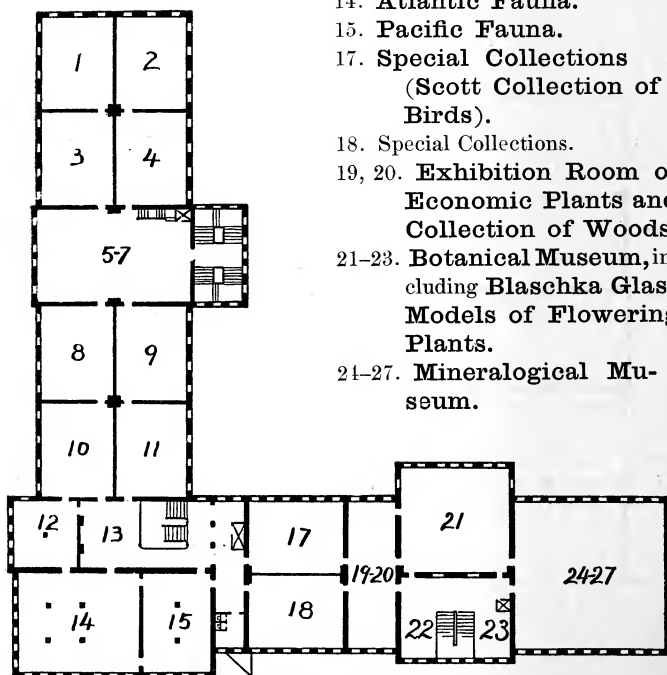 14. Atlantic Fauna.
15. Pacific Fauna.
17. Special Collections
(Scott Collection of
Birds).
18. Special Collections.
19, 20. Exhibition Room o
Economic Plants and
Collection of Woods
21–23. Botanical Museum, in
cluding Blaschka Glas
Models of Flowering
Plants.
24–27. Mineralogical Mu-
seum.
1 2
3 4
5-7
8 9
10 11
12 13
17
21
19-20
24-27
14 15
18
22 23